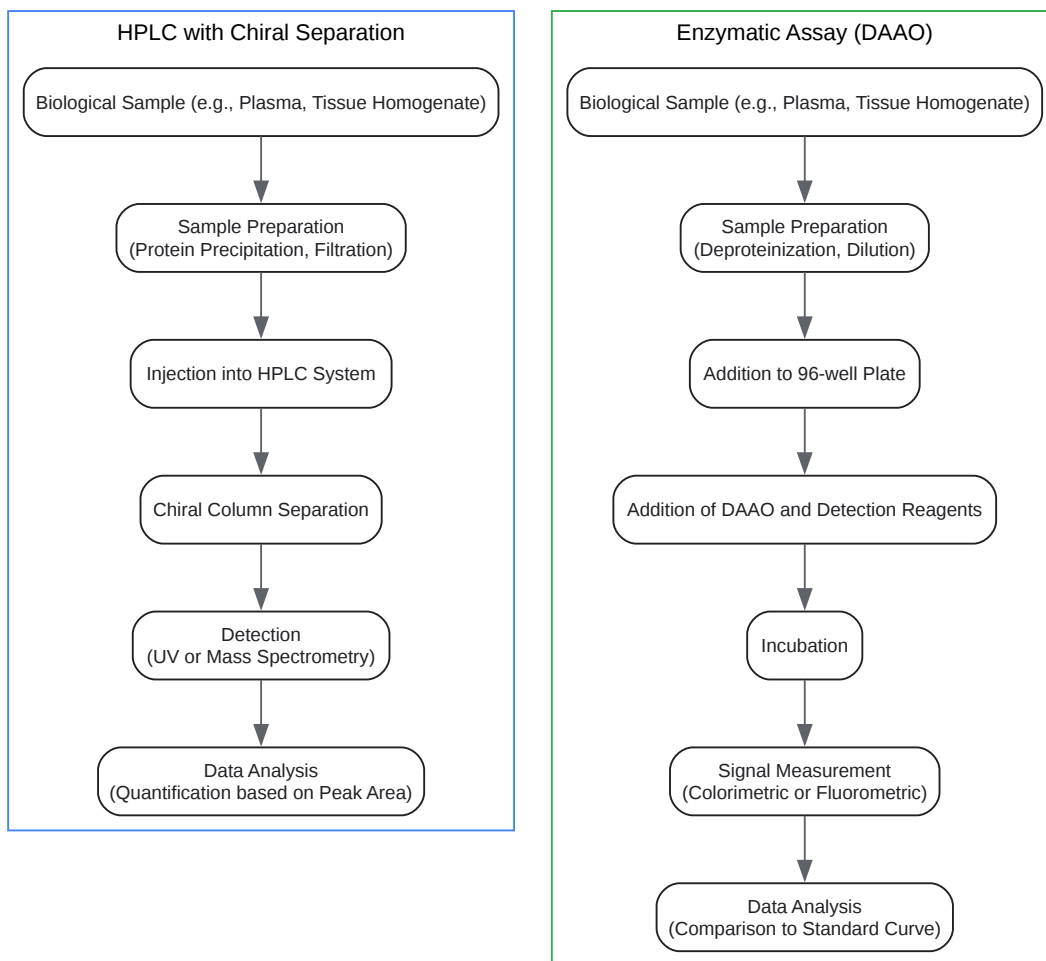 HPLC with Chiral Separation
Biological Sample (e.g., Plasma, Tissue Homogenate)
Sample Preparation
(Protein Precipitation, Filtration)
Injection into HPLC System
Chiral Column Separation
Detection
(UV or Mass Spectrometry)
Data Analysis
(Quantification based on Peak Area)
Enzymatic Assay (DAAO)
Biological Sample (e.g., Plasma, Tissue Homogenate)
Sample Preparation
(Deproteinization, Dilution)
Addition to 96-well Plate
Addition of DAAO and Detection Reagents
Incubation
Signal Measurement
(Colorimetric or Fluorometric)
Data Analysis
(Comparison to Standard Curve)